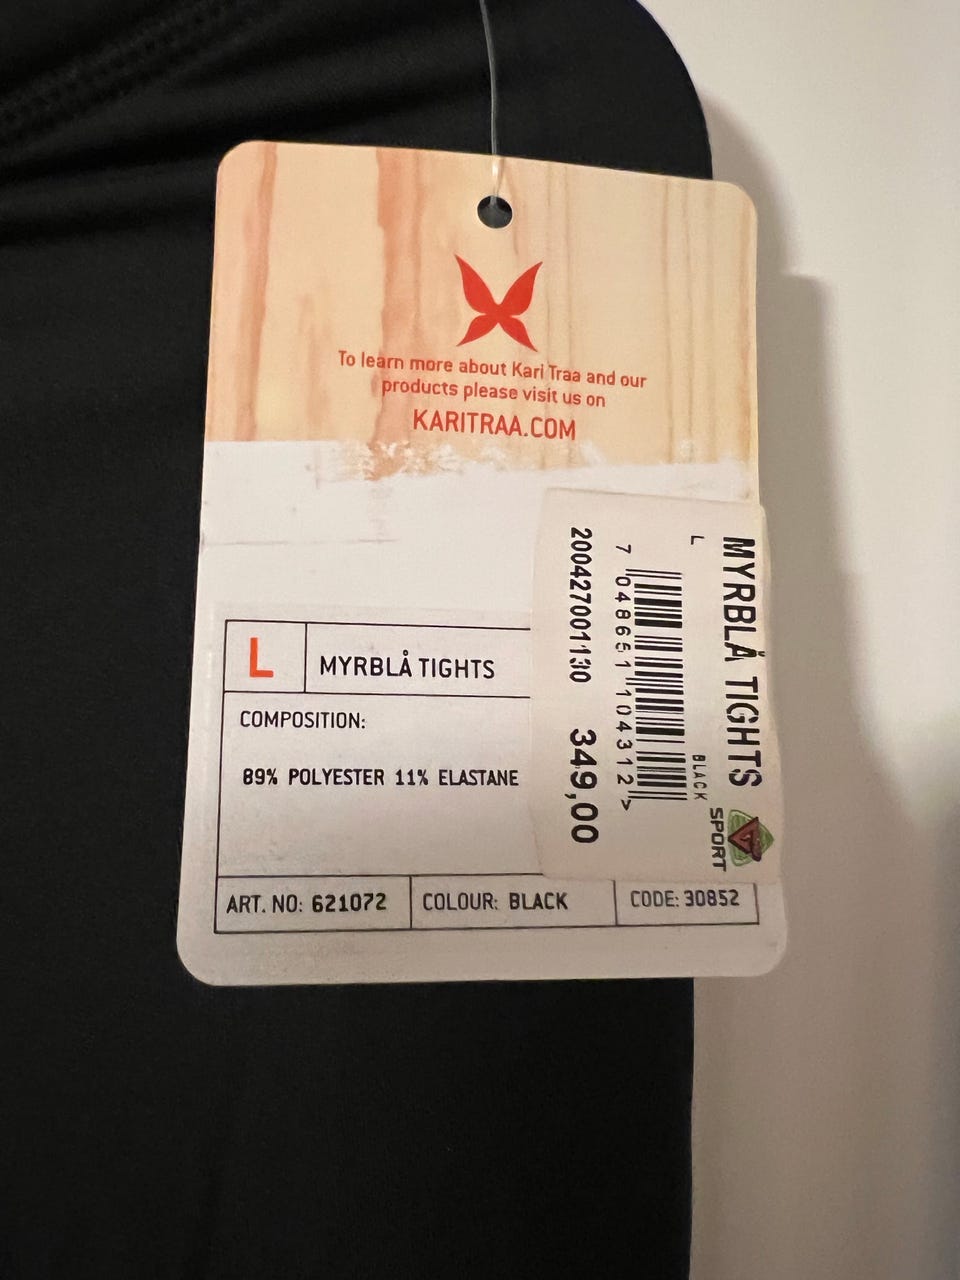 To learn more about Kari Traa and our
products please visit us on
KARITRAA.COM
L
MYRBLÅ TIGHTS
COMPOSITION:
89% POLYESTER 11% ELASTANE
ART. NO: 621072
COLOUR: BLACK
CODE: 30852
MYRBLÅ TIGHTS
L
BLACK
7 048651 104312 >
200427001130
349,00
SPORT